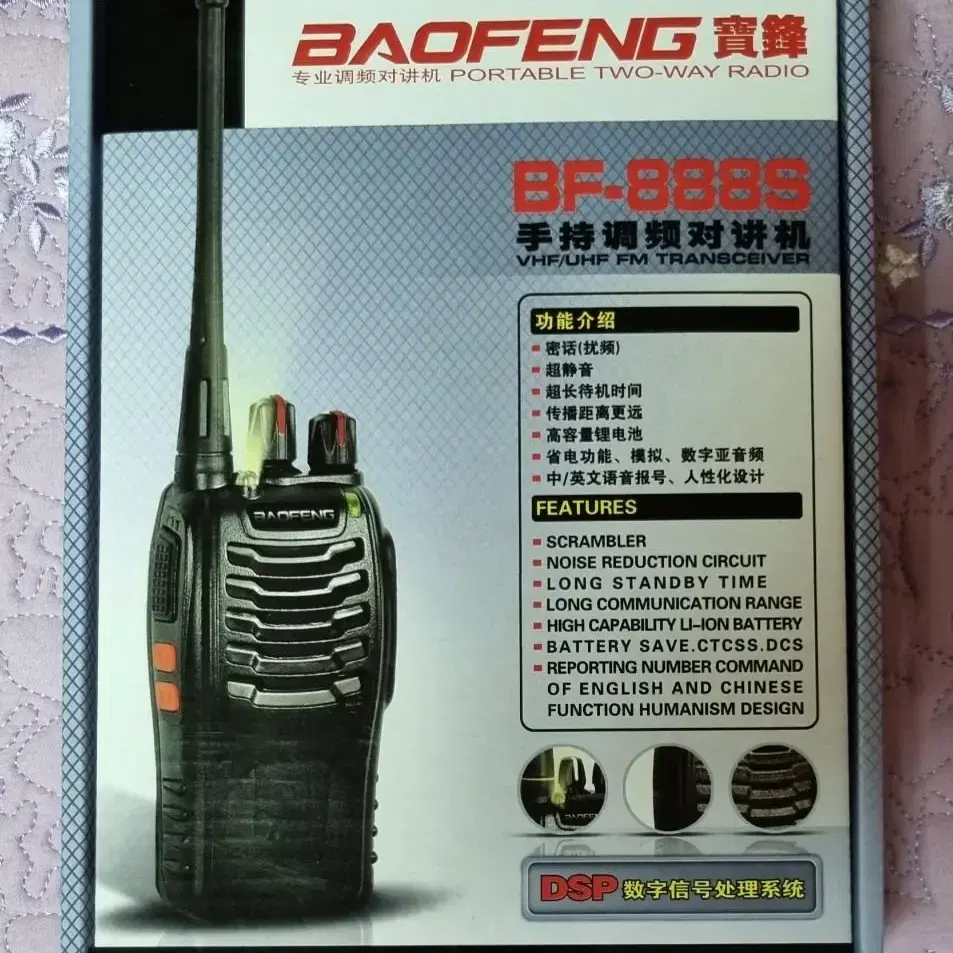 BAOFENG 寳鋒
专业调频对讲机 PORTABLE TWO-WAY RADIO
BF-888S
手持调频对讲机
VHF/UHF FM TRANSCEIVER
功能介绍
密话(扰频)
超静音
超长待机时间
传播距离更远
高容量锂电池
省电功能、模拟、数字亚音频
中/英文语音报号、人性化设计
FEATURES
SCRAMBLER
NOISE REDUCTION CIRCUIT
LONG STANDBY TIME
LONG COMMUNICATION RANGE
HIGH CAPABILITY LI-ION BATTERY
BATTERY SAVE.CTCSS.DCS
REPORTING NUMBER COMMAND
OF ENGLISH AND CHINESE
FUNCTION HUMANISM DESIGN
BAOFENG
BAOFENG
DSP 数字信号处理系统